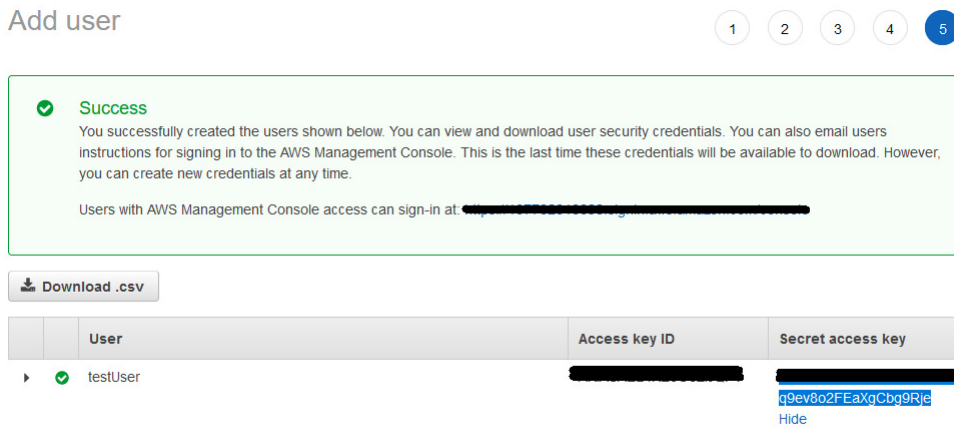 Add user
1 2 3 4 5
Success
You successfully created the users shown below. You can view and download user security credentials. You can also email users
instructions for signing in to the AWS Management Console. This is the last time these credentials will be available to download. However,
you can create new credentials at any time.
Users with AWS Management Console access can sign-in at:
Download .csv
User Access key ID Secret access key
testUser
q9ev8o2FEaXgCbg9Rje
Hide